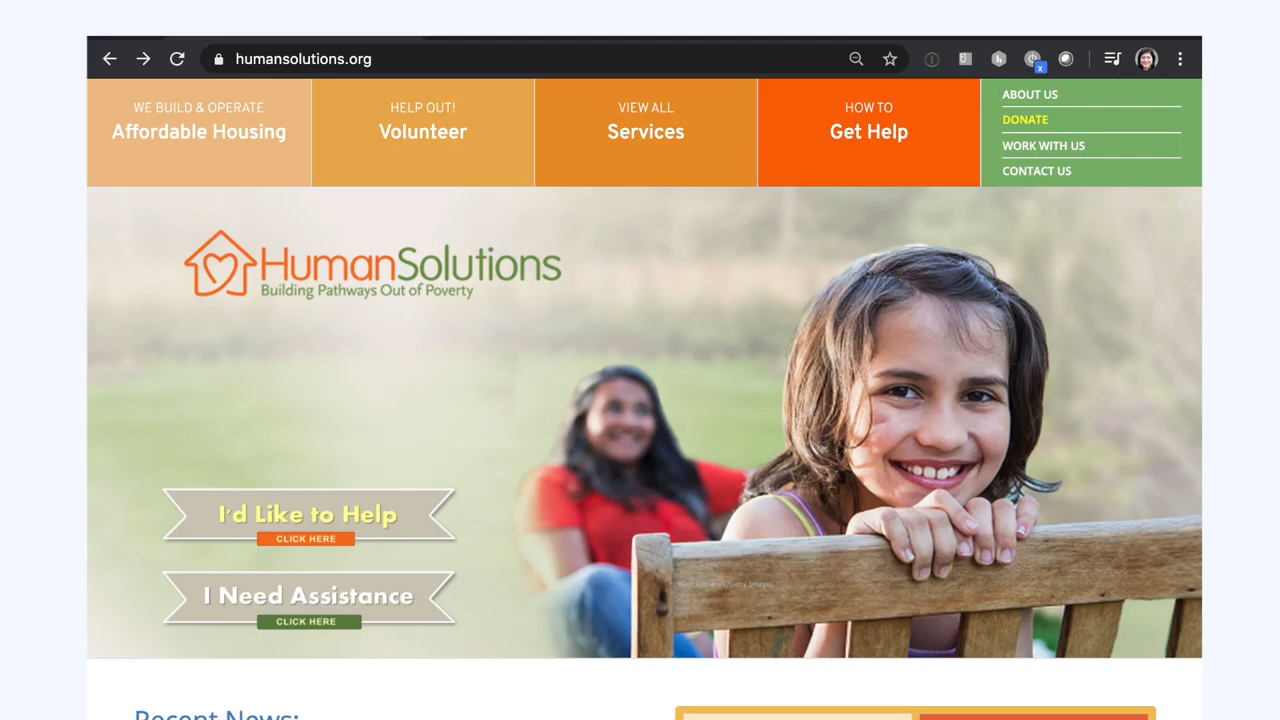 humansolutions.org
WE BUILD & OPERATE
Affordable Housing
HELP OUT!
Volunteer
VIEW ALL
Services
HOW TO
Get Help
ABOUT US
DONATE
WORK WITH US
CONTACT US
HumanSolutions
Building Pathways Out of Poverty
I'd Like to Help
CLICK HERE
I Need Assistance
CLICK HERE
Getty Images
Recent News: